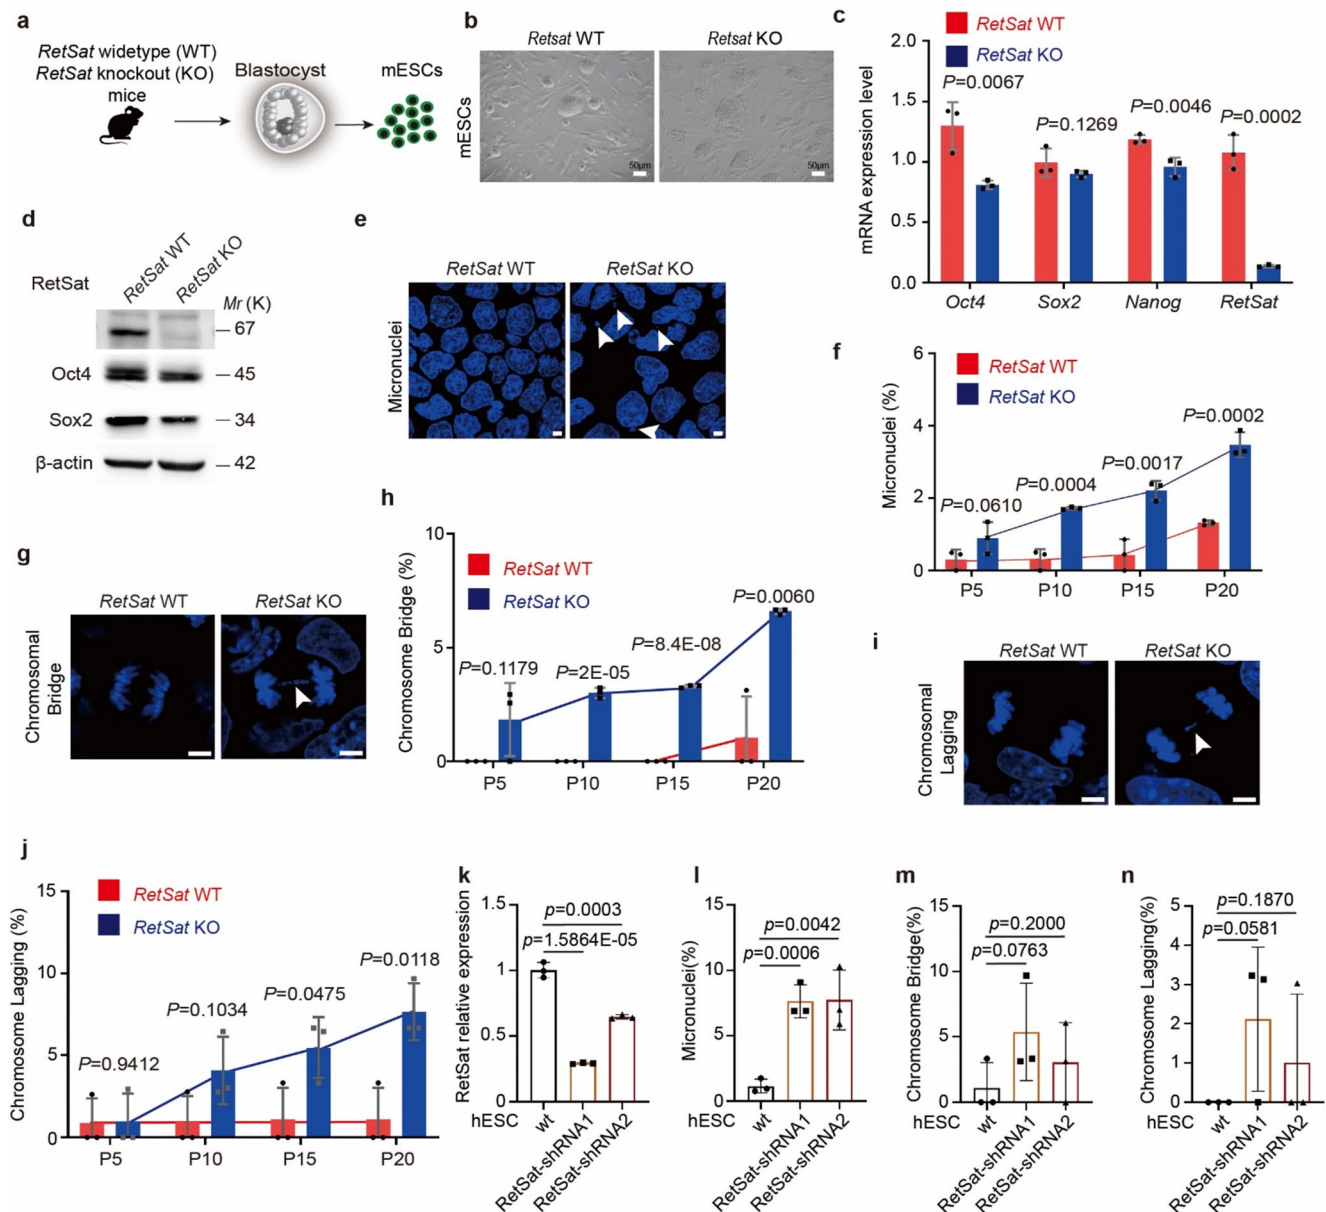 a
RetSat widetype (WT)
RetSat knockout (KO)
mice
Blastocyst
mESCs
b
Retsat WT
Retsat KO
mESCs
50μm
50μm
c
RetSat WT
RetSat KO
mRNA expression level
2.0
1.5
1.0
0.5
0.0
P=0.0067
P=0.1269
P=0.0046
P=0.0002
Oct4
Sox2
Nanog
RetSat
d
RetSat WT
RetSat KO
Mr (K)
RetSat
67
Oct4
45
Sox2
34
β-actin
42
e
RetSat WT
RetSat KO
Micronuclei
f
RetSat WT
RetSat KO
Micronuclei (%)
6
4
2
0
P=0.0610
P=0.0004
P=0.0017
P=0.0002
P5
P10
P15
P20
g
RetSat WT
RetSat KO
Chromosomal
Bridge
h
RetSat WT
RetSat KO
Chromosome Bridge (%)
10
5
0
P=0.1179
P=2E-05
P=8.4E-08
P=0.0060
P5
P10
P15
P20
i
RetSat WT
RetSat KO
Chromosomal
Lagging
j
RetSat WT
RetSat KO
Chromosome Lagging (%)
15
10
5
0
P=0.9412
P=0.1034
P=0.0475
P=0.0118
P5
P10
P15
P20
k
RetSat relative expression
1.5
1.0
0.5
0
p=0.0003
p=1.5864E-05
hESC
wt
RetSat-shRNA1
RetSat-shRNA2
l
Micronuclei(%)
15
10
5
0
p=0.0042
p=0.0006
hESC
wt
RetSat-shRNA1
RetSat-shRNA2
m
Chromosome Bridge(%)
15
10
5
0
p=0.2000
p=0.0763
hESC
wt
RetSat-shRNA1
RetSat-shRNA2
n
Chromosome Lagging(%)
5
4
3
2
1
0
p=0.1870
p=0.0581
hESC
wt
RetSat-shRNA1
RetSat-shRNA2